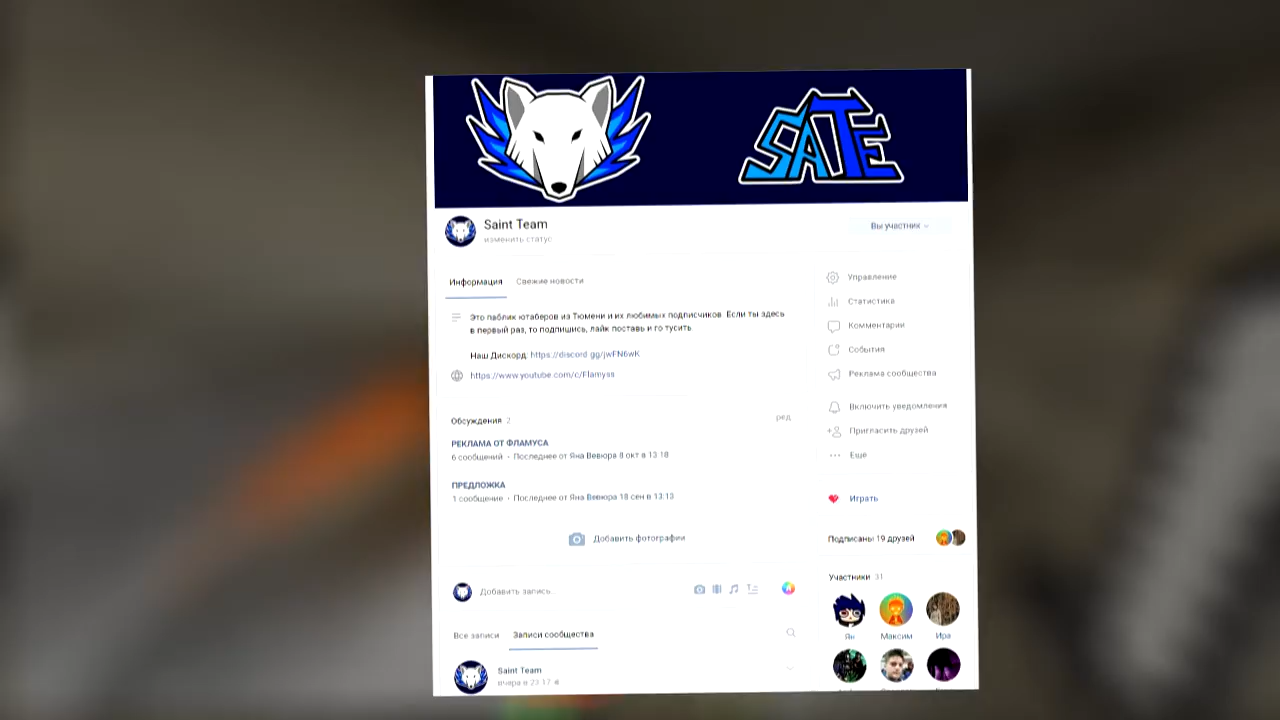 SAITE
Saint Team
изменить статус
Вы участник
Информация
Свежие новости
Это паблик ютаберов из Тюмени и их любимых подписчиков. Если ты здесь
в первый раз, то подпишись, лайк поставь и го тусить.
Наш Дискорд: https://discord.gg/jwFN6wK
https://www.youtube.com/c/Flamyss
Обсуждения 2
ред.
РЕКЛАМА ОТ ФЛАМУСА
6 сообщений · Последнее от Яна Вевюра 8 окт в 13:18
ПРЕДЛОЖКА
1 сообщение · Последнее от Яна Вевюра 18 сен в 13:13
Добавить фотографии
Добавить запись...
Все записи
Записи сообщества
Saint Team
вчера в 23:17
Управление
Статистика
Комментарии
События
Реклама сообщества
Включить уведомления
Пригласить друзей
Еще
Играть
Подписаны 19 друзей
Участники 31
Ян
Максим
Ира